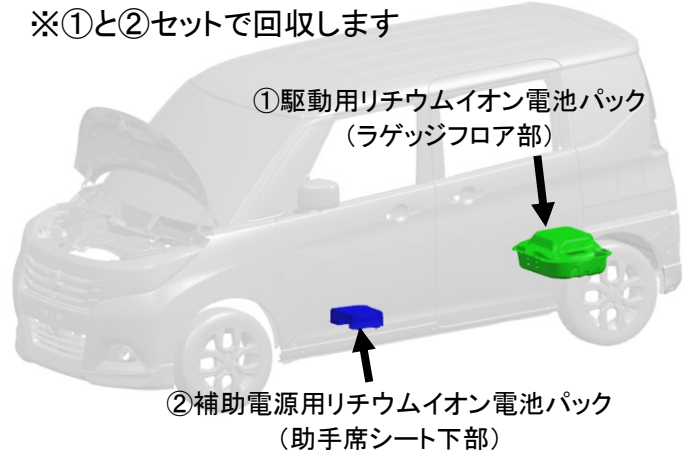 ※①と②セットで回収します
①駆動用リチウムイオン電池パック
（ラゲッジフロア部）
②補助電源用リチウムイオン電池パック
（助手席シート下部）